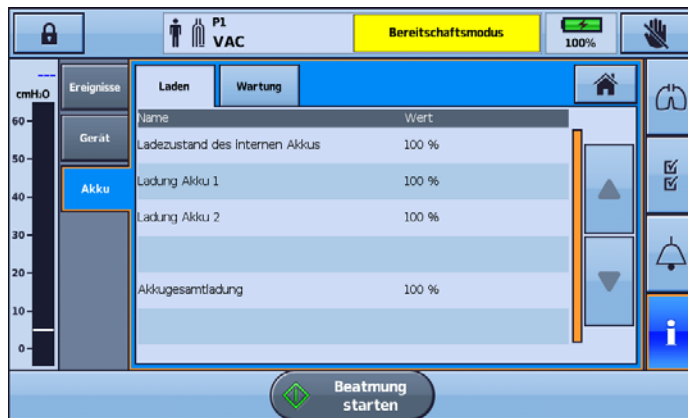 P1
VAC
Bereitschaftsmodus
100%
---
cmH₂O
60
50
40
30
20
10
0
Ereignisse
Gerät
Akku
Laden
Wartung
Name Wert
Ladezustand des Internen Akkus 100 %
Ladung Akku 1 100 %
Ladung Akku 2 100 %
Akkugesamtladung 100 %
i
Beatmung
starten